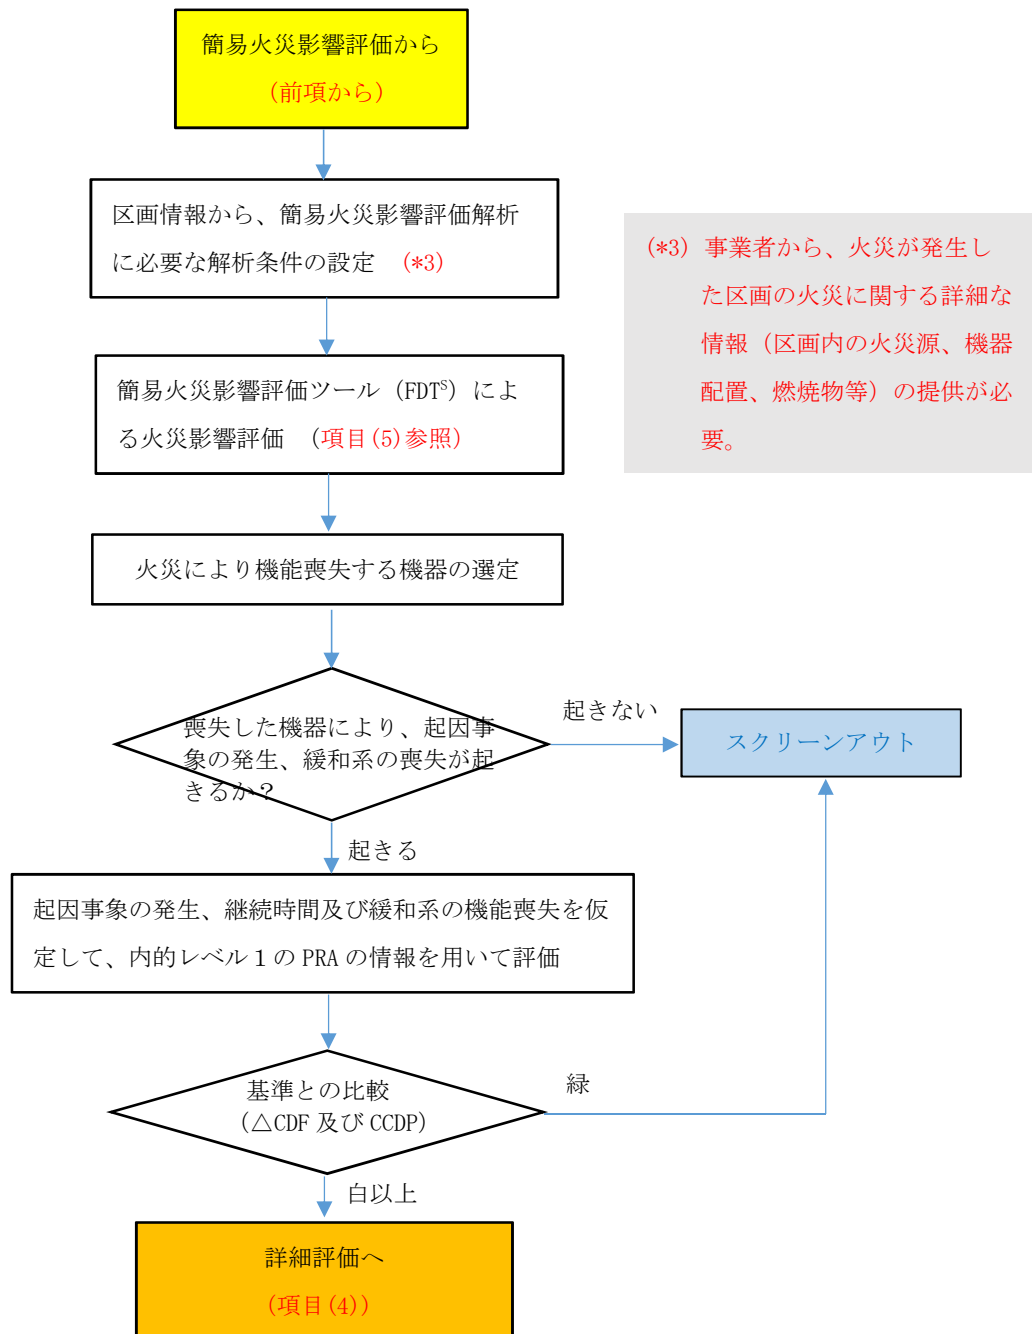 簡易火災影響評価から
（前項から）
区画情報から、簡易火災影響評価解析
に必要な解析条件の設定　(*3)
(*3) 事業者から、火災が発生し
た区画の火災に関する詳細な
情報（区画内の火災源、機器
配置、燃焼物等）の提供が必
要。
簡易火災影響評価ツール（FDTS）によ
る火災影響評価　（項目(5)参照）
火災により機能喪失する機器の選定
喪失した機器により、起因事
象の発生、緩和系の喪失が起
きるか？
起きない
スクリーンアウト
起きる
起因事象の発生、継続時間及び緩和系の機能喪失を仮
定して、内的レベル１の PRA の情報を用いて評価
基準との比較
（△CDF 及び CCDP）
緑
白以上
詳細評価へ
（項目(4)）